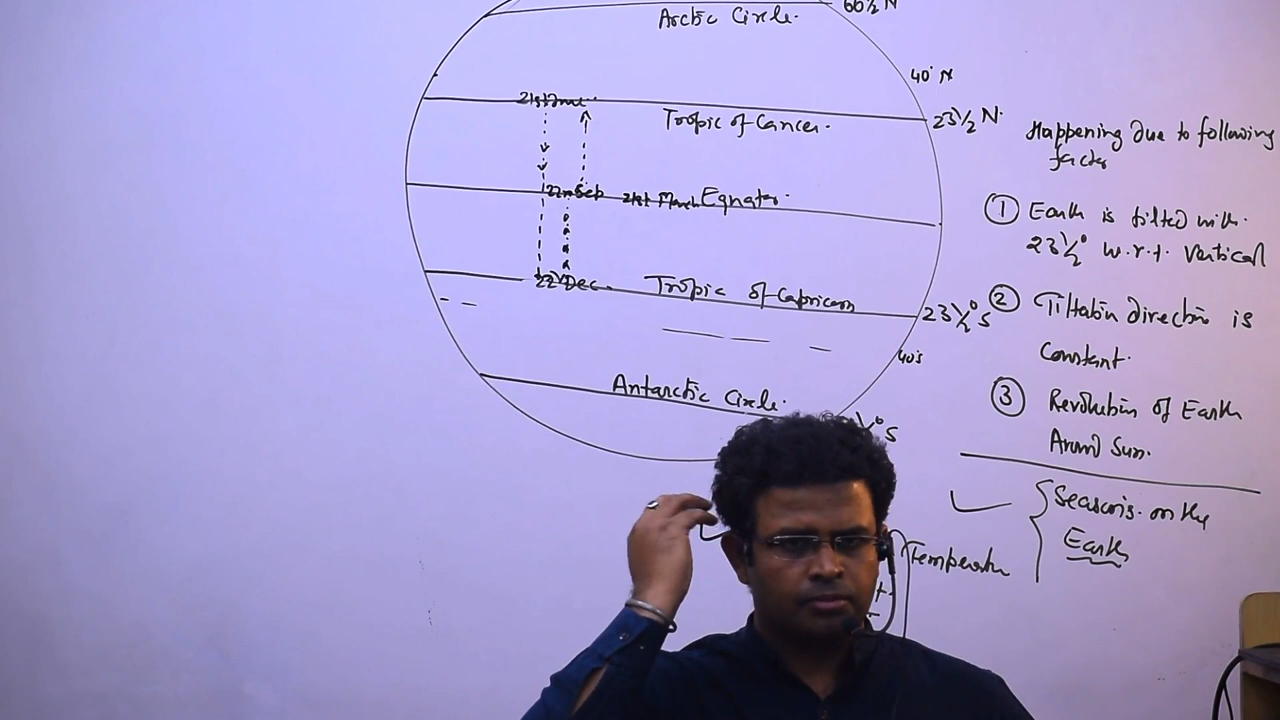 66½ N
Arctic Circle.
40° N
21st June
23½ N.
Tropic of Cancer.
Happening due to following
factor
22nd Sep 21st March Equator.
① Earth is tilted with
23½° w.r.t. vertical
22 Dec. Tropic of Capricorn
23½° S
② Tiltation direction is
Constant.
40 S
Antarctic Circle.
½° S
③ Revolution of Earth
Around Sun.
Seasons on the
Earth
Temperature